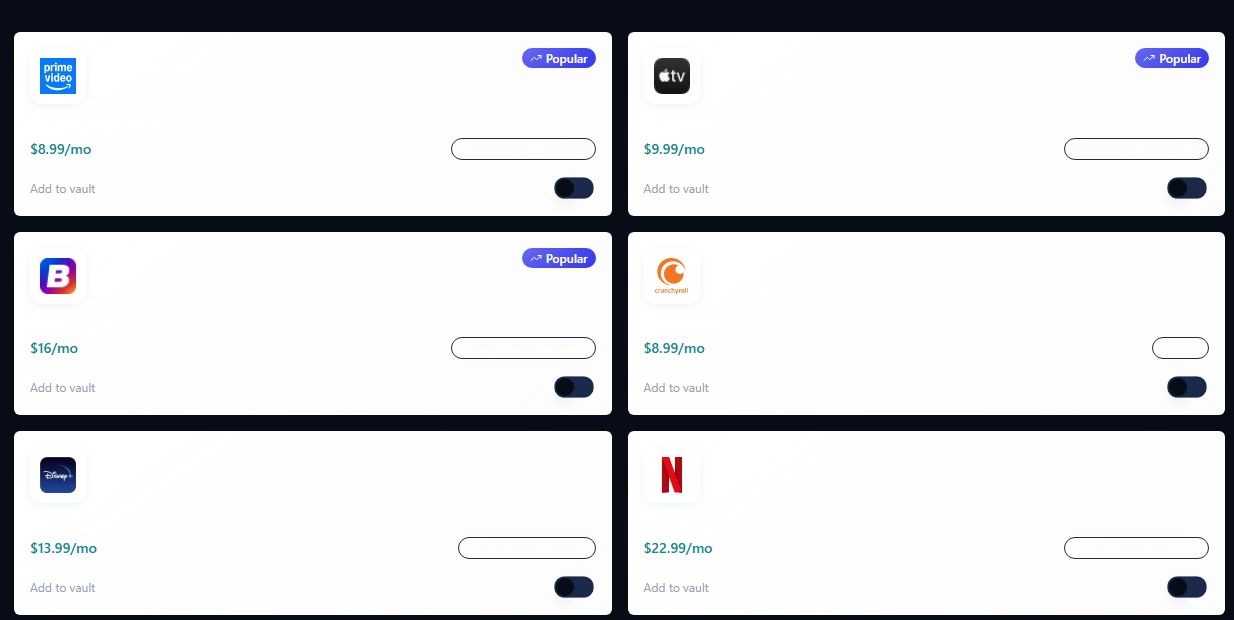 prime video
Popular
tv
Popular
$8.99/mo
$9.99/mo
Add to vault
Add to vault
B
Popular
crunchyroll
$16/mo
$8.99/mo
Add to vault
Add to vault
Disney+
N
$13.99/mo
$22.99/mo
Add to vault
Add to vault